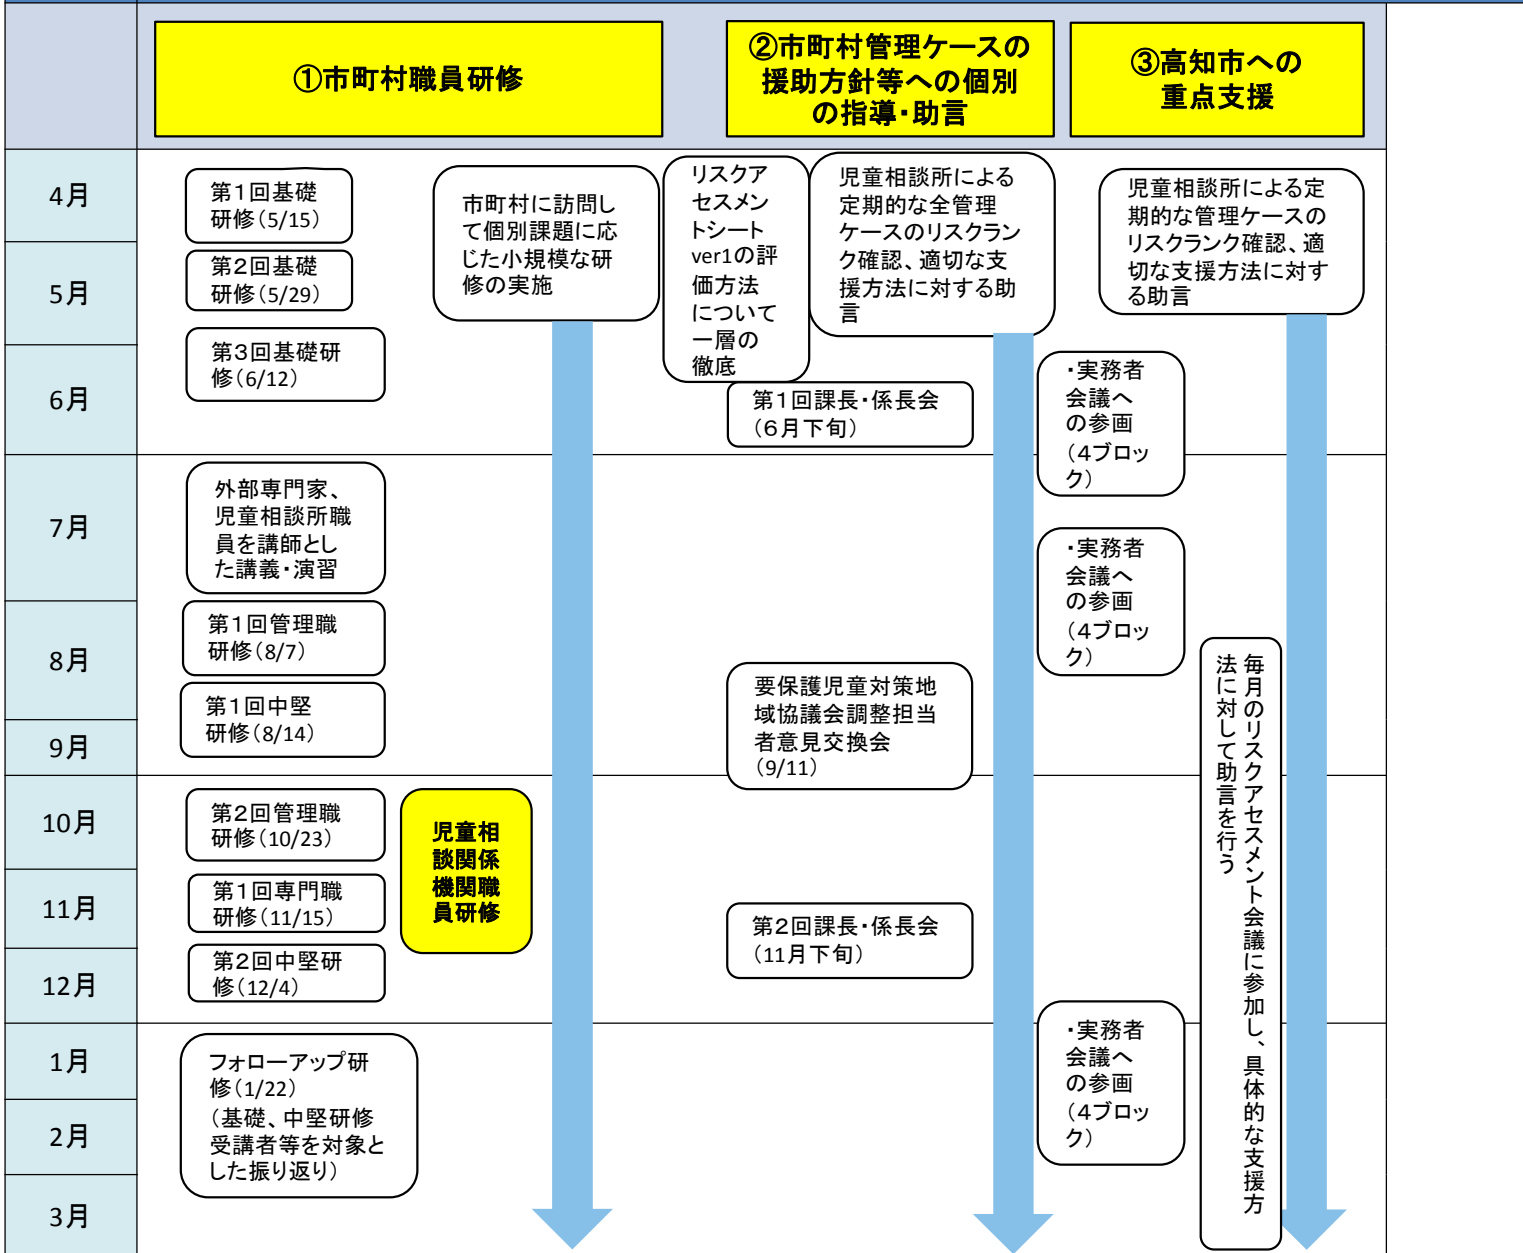 ①市町村職員研修
②市町村管理ケースの
援助方針等への個別
の指導・助言
③高知市への
重点支援
4月
5月
6月
7月
8月
9月
10月
11月
12月
1月
2月
3月
第1回基礎
研修(5/15)
第2回基礎
研修(5/29)
第3回基礎研
修(6/12)
外部専門家、
児童相談所職
員を講師とし
た講義・演習
第1回管理職
研修(8/7)
第1回中堅
研修(8/14)
第2回管理職
研修(10/23)
第1回専門職
研修(11/15)
第2回中堅研
修(12/4)
フォローアップ研
修(1/22)
(基礎、中堅研修
受講者等を対象と
した振り返り)
児童相
談関係
機関職
員研修
市町村に訪問し
て個別課題に応
じた小規模な研
修の実施
リスクア
セスメン
トシート
ver1の評
価方法
について
一層の
徹底
児童相談所による
定期的な全管理
ケースのリスクラン
ク確認、適切な支
援方法に対する助
言
第1回課長・係長会
(6月下旬)
要保護児童対策地
域協議会調整担当
者意見交換会
(9/11)
第2回課長・係長会
(11月下旬)
児童相談所による定
期的な管理ケースの
リスクランク確認、適
切な支援方法に対す
る助言
・実務者
会議へ
の参画
(4ブロッ
ク)
・実務者
会議へ
の参画
(4ブロッ
ク)
・実務者
会議へ
の参画
(4ブロッ
ク)
毎月のリスクアセスメント会議に参加し、具体的な支援方
法に対して助言を行う